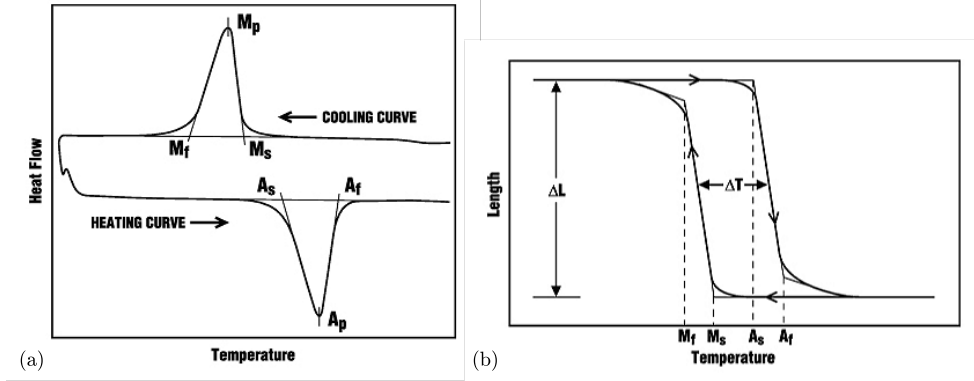 Mp
COOLING CURVE
Mf
Ms
Heat Flow
As
Af
HEATING CURVE
Ap
Temperature
(a)
Length
ΔL
ΔT
Mf
Ms
As
Af
Temperature
(b)